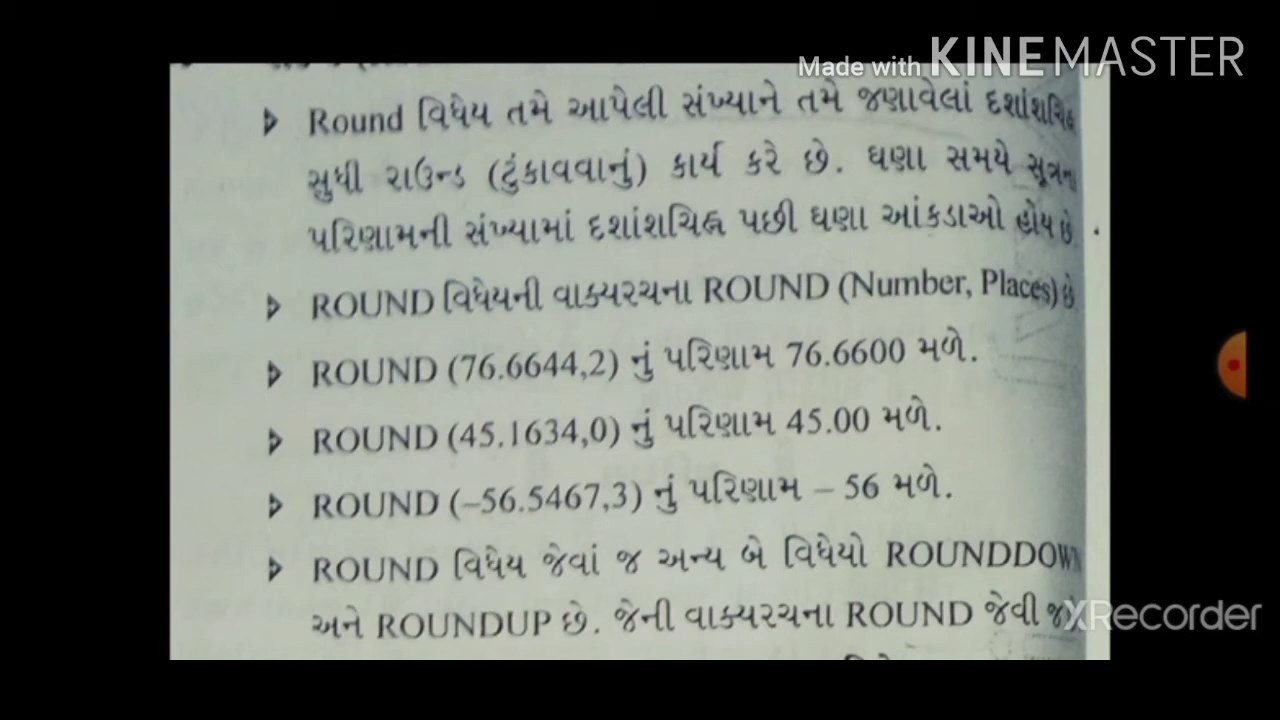 Made with KINEMASTER
Round વિધેય તમે આપેલી સંખ્યાને તમે જણાવેલાં દશાંશચિહ્ન
સુધી રાઉન્ડ (ટુંકાવવાનું) કાર્ય કરે છે. ઘણા સમયે સૂત્રના
પરિણામની સંખ્યામાં દશાંશચિહ્ન પછી ઘણા આંકડાઓ હોય છે.
ROUND વિધેયની વાક્યરચના ROUND (Number, Places) છે
ROUND (76.6644,2) નું પરિણામ 76.6600 મળે.
ROUND (45.1634,0) નું પરિણામ 45.00 મળે.
ROUND (–56.5467,3) નું પરિણામ – 56 મળે.
ROUND વિધેય જેવાં જ અન્ય બે વિધેયો ROUNDDOWN
અને ROUNDUP છે. જેની વાક્યરચના ROUND જેવી જ
XRecorder